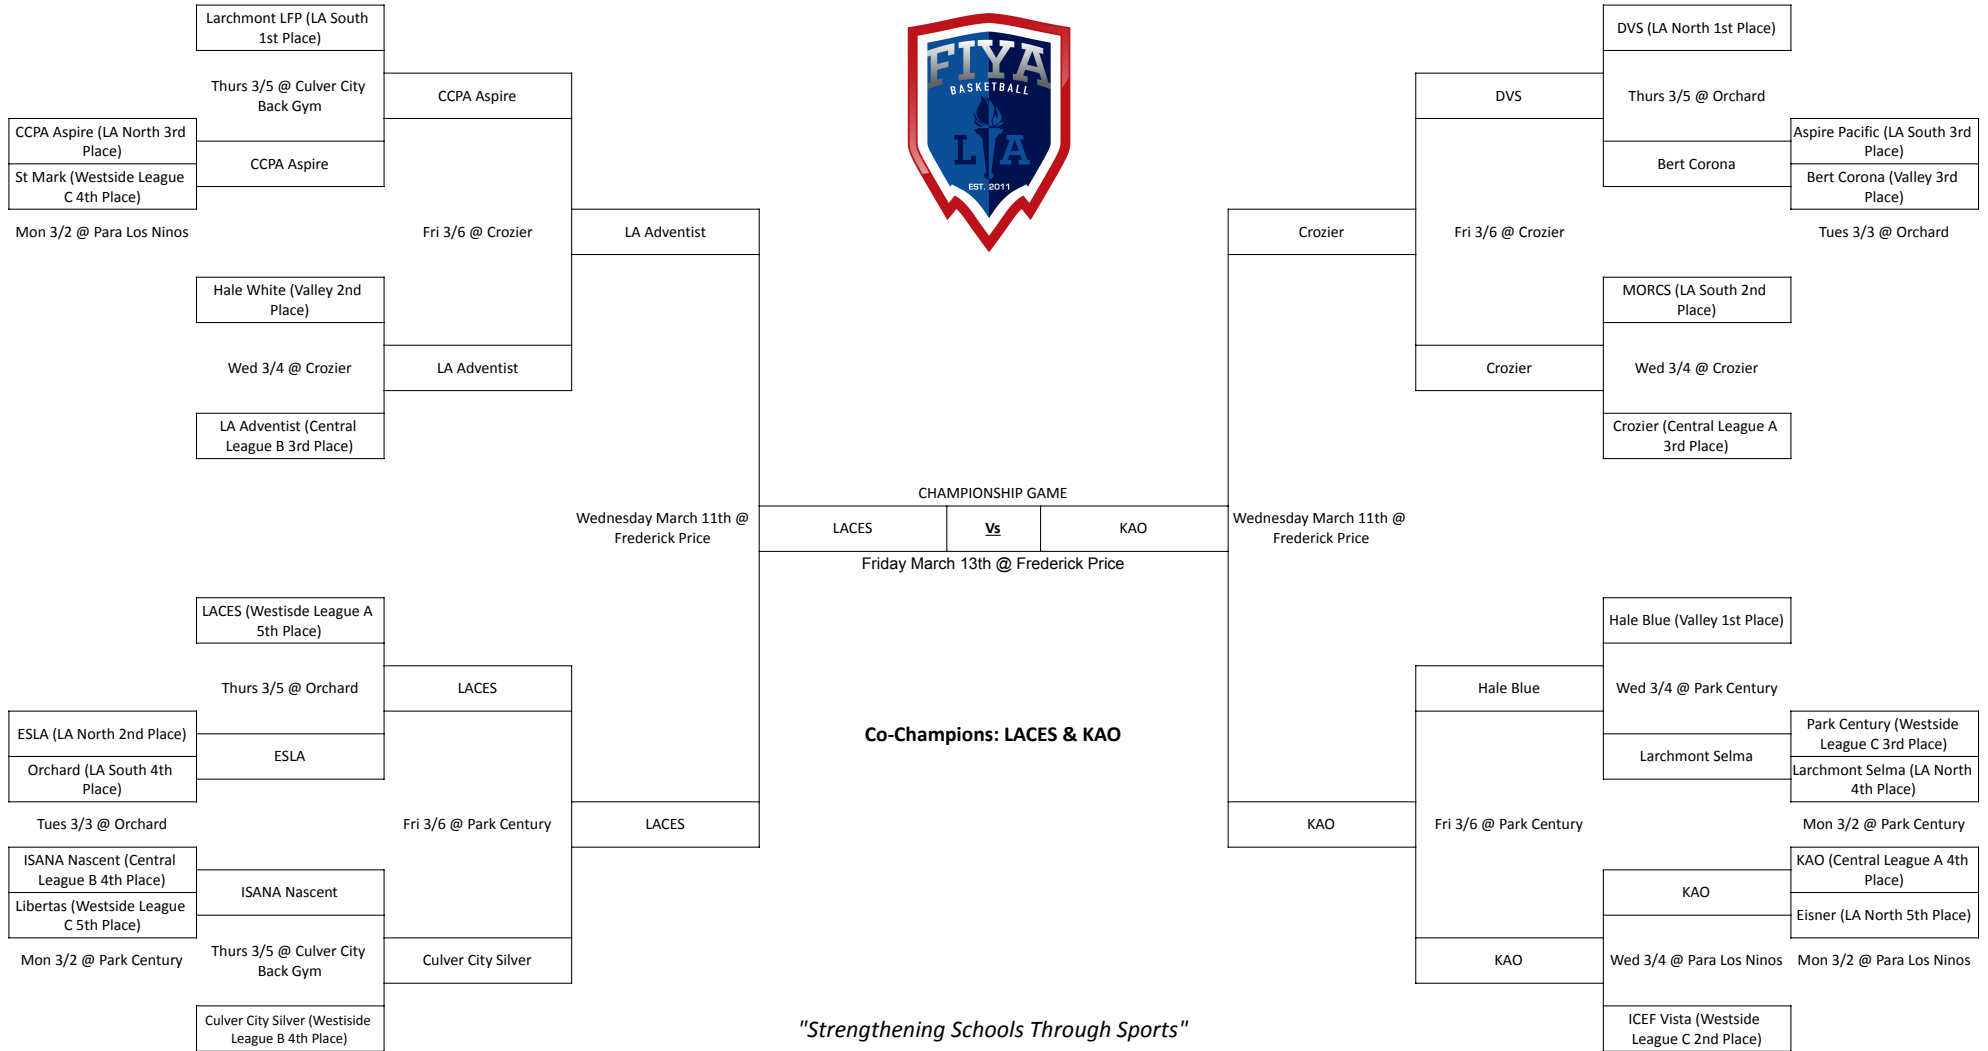 Larchmont LFP (LA South
1st Place)
Thurs 3/5 @ Culver City
Back Gym
CCPA Aspire
CCPA Aspire (LA North 3rd
Place)
St Mark (Westside League
C 4th Place)
CCPA Aspire
Mon 3/2 @ Para Los Ninos
Fri 3/6 @ Crozier
LA Adventist
Hale White (Valley 2nd
Place)
Wed 3/4 @ Crozier
LA Adventist
LA Adventist (Central
League B 3rd Place)
Wednesday March 11th @
Frederick Price
LACES (Westisde League A
5th Place)
Thurs 3/5 @ Orchard
LACES
ESLA (LA North 2nd Place)
Orchard (LA South 4th
Place)
ESLA
Tues 3/3 @ Orchard
Fri 3/6 @ Park Century
LACES
ISANA Nascent (Central
League B 4th Place)
Libertas (Westside League
C 5th Place)
ISANA Nascent
Mon 3/2 @ Park Century
Thurs 3/5 @ Culver City
Back Gym
Culver City Silver
Culver City Silver (Westiside
League B 4th Place)
FIYA
BASKETBALL
LA
EST. 2011
CHAMPIONSHIP GAME
LACES
Vs
KAO
Friday March 13th @ Frederick Price
Co-Champions: LACES & KAO
"Strengthening Schools Through Sports"
DVS (LA North 1st Place)
DVS
Thurs 3/5 @ Orchard
Aspire Pacific (LA South 3rd
Place)
Bert Corona
Bert Corona (Valley 3rd
Place)
Crozier
Fri 3/6 @ Crozier
Tues 3/3 @ Orchard
MORCS (LA South 2nd
Place)
Crozier
Wed 3/4 @ Crozier
Crozier (Central League A
3rd Place)
Wednesday March 11th @
Frederick Price
Hale Blue (Valley 1st Place)
Hale Blue
Wed 3/4 @ Park Century
Park Century (Westside
League C 3rd Place)
Larchmont Selma
Larchmont Selma (LA North
4th Place)
KAO
Fri 3/6 @ Park Century
Mon 3/2 @ Park Century
KAO (Central League A 4th
Place)
KAO
Eisner (LA North 5th Place)
KAO
Wed 3/4 @ Para Los Ninos
Mon 3/2 @ Para Los Ninos
ICEF Vista (Westside
League C 2nd Place)